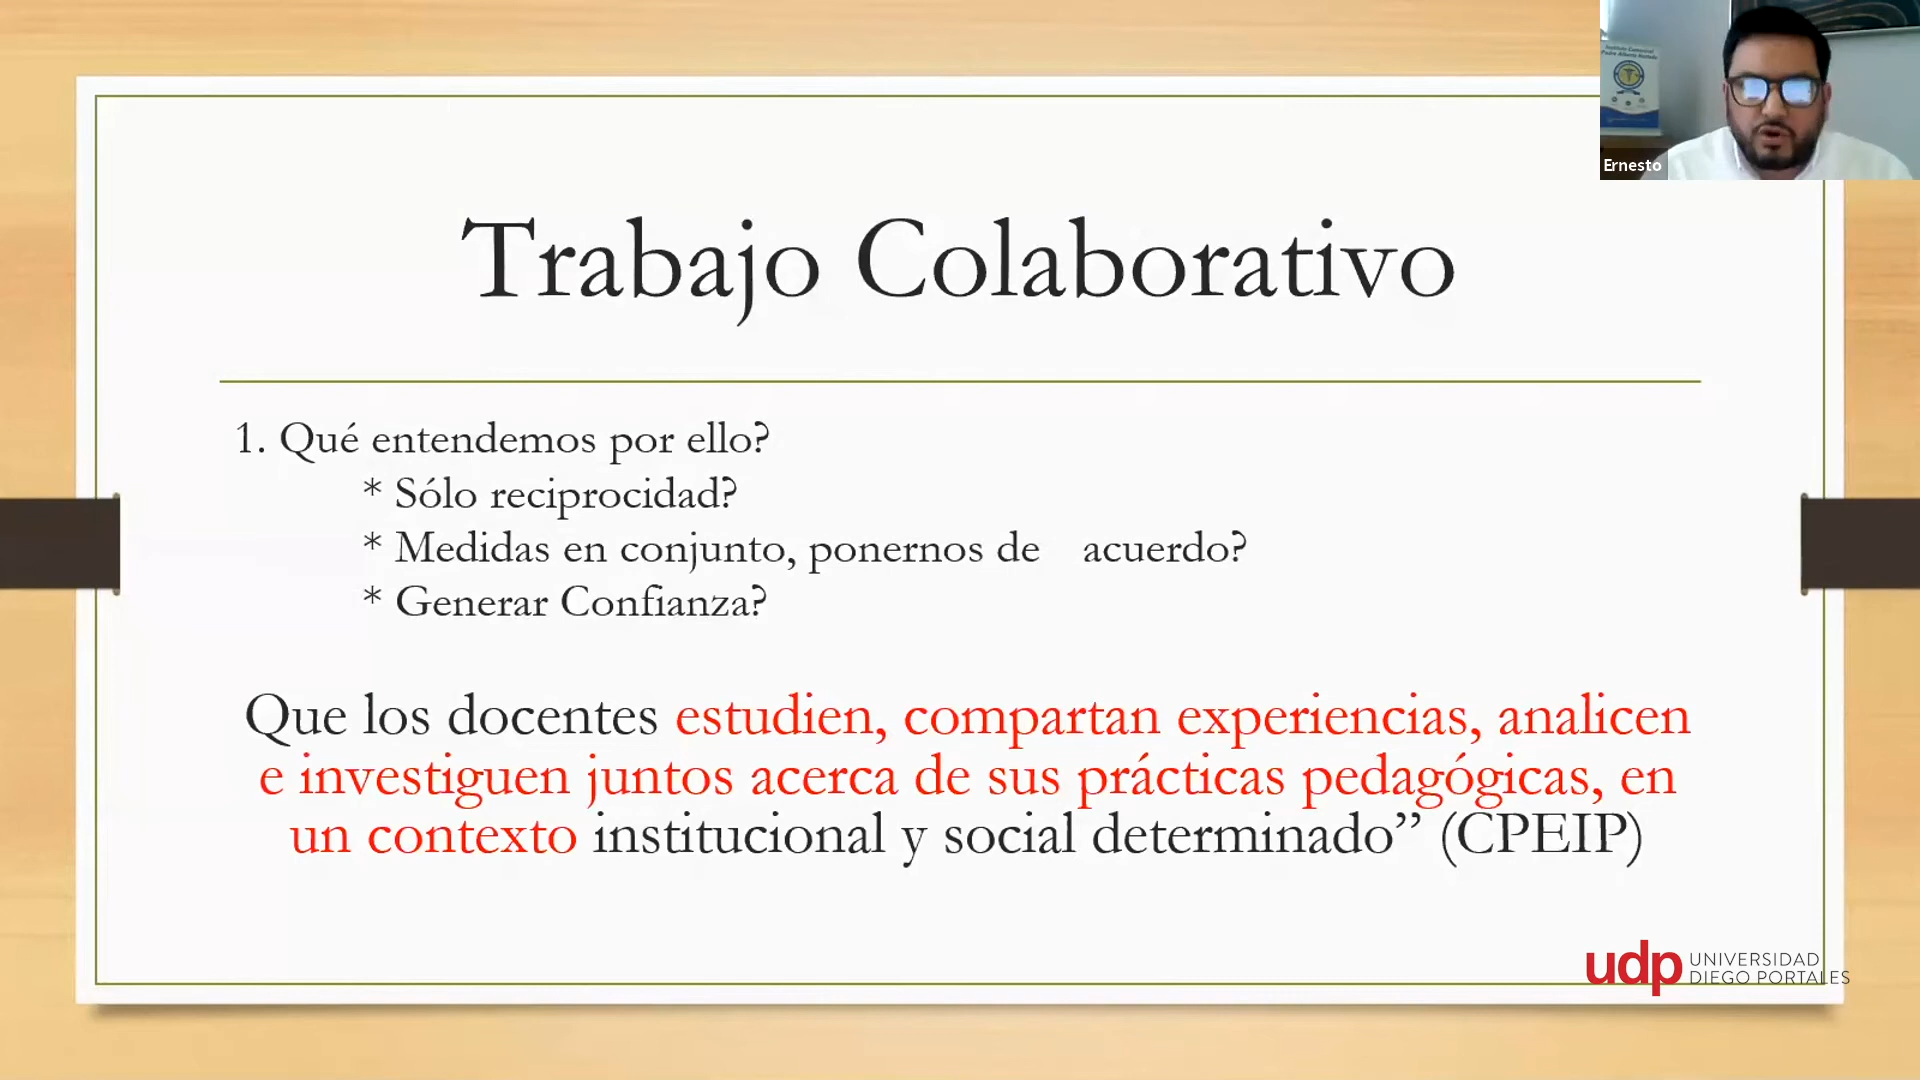 Ernesto
Trabajo Colaborativo
1. Qué entendemos por ello?
* Sólo reciprocidad?
* Medidas en conjunto, ponernos de acuerdo?
* Generar Confianza?
Que los docentes estudien, compartan experiencias, analicen
e investiguen juntos acerca de sus prácticas pedagógicas, en
un contexto institucional y social determinado” (CPEIP)
udp UNIVERSIDAD
DIEGO PORTALES